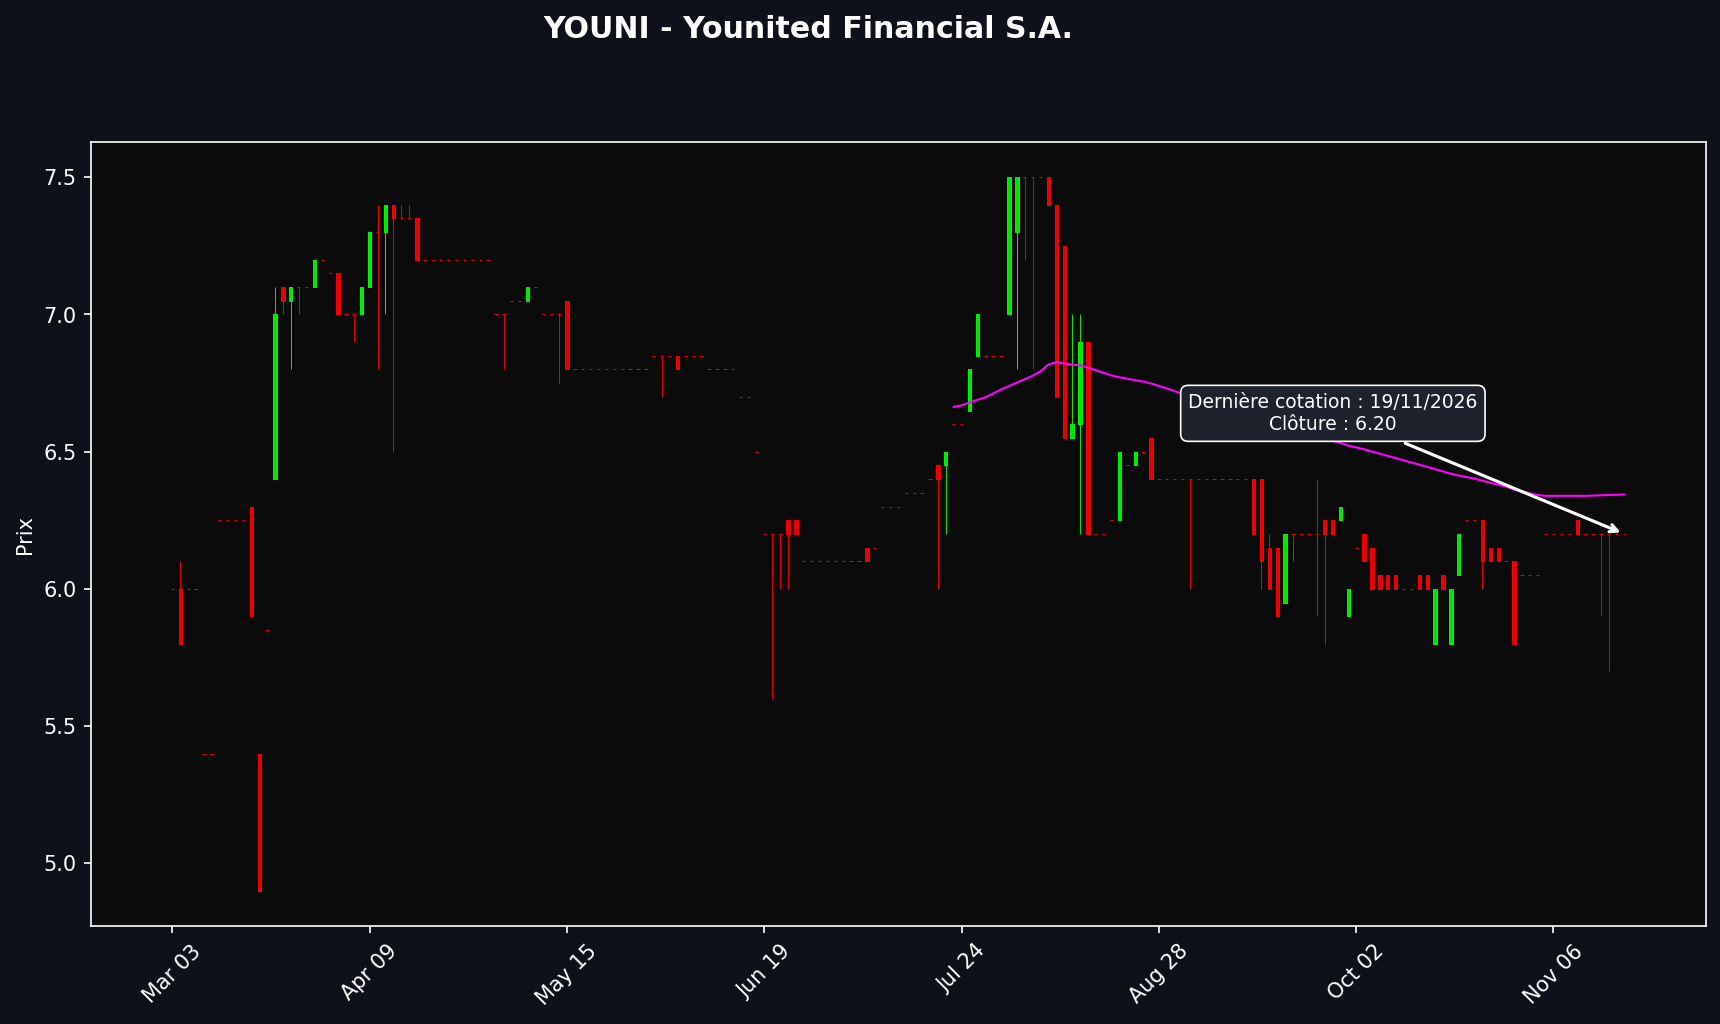 YOUNI - Younited Financial S.A.
7.5
7.0
6.5
6.0
5.5
5.0
Prix
Dernière cotation : 19/11/2026
Clôture : 6.20
Mar 03
Apr 09
May 15
Jun 19
Jul 24
Aug 28
Oct 02
Nov 06